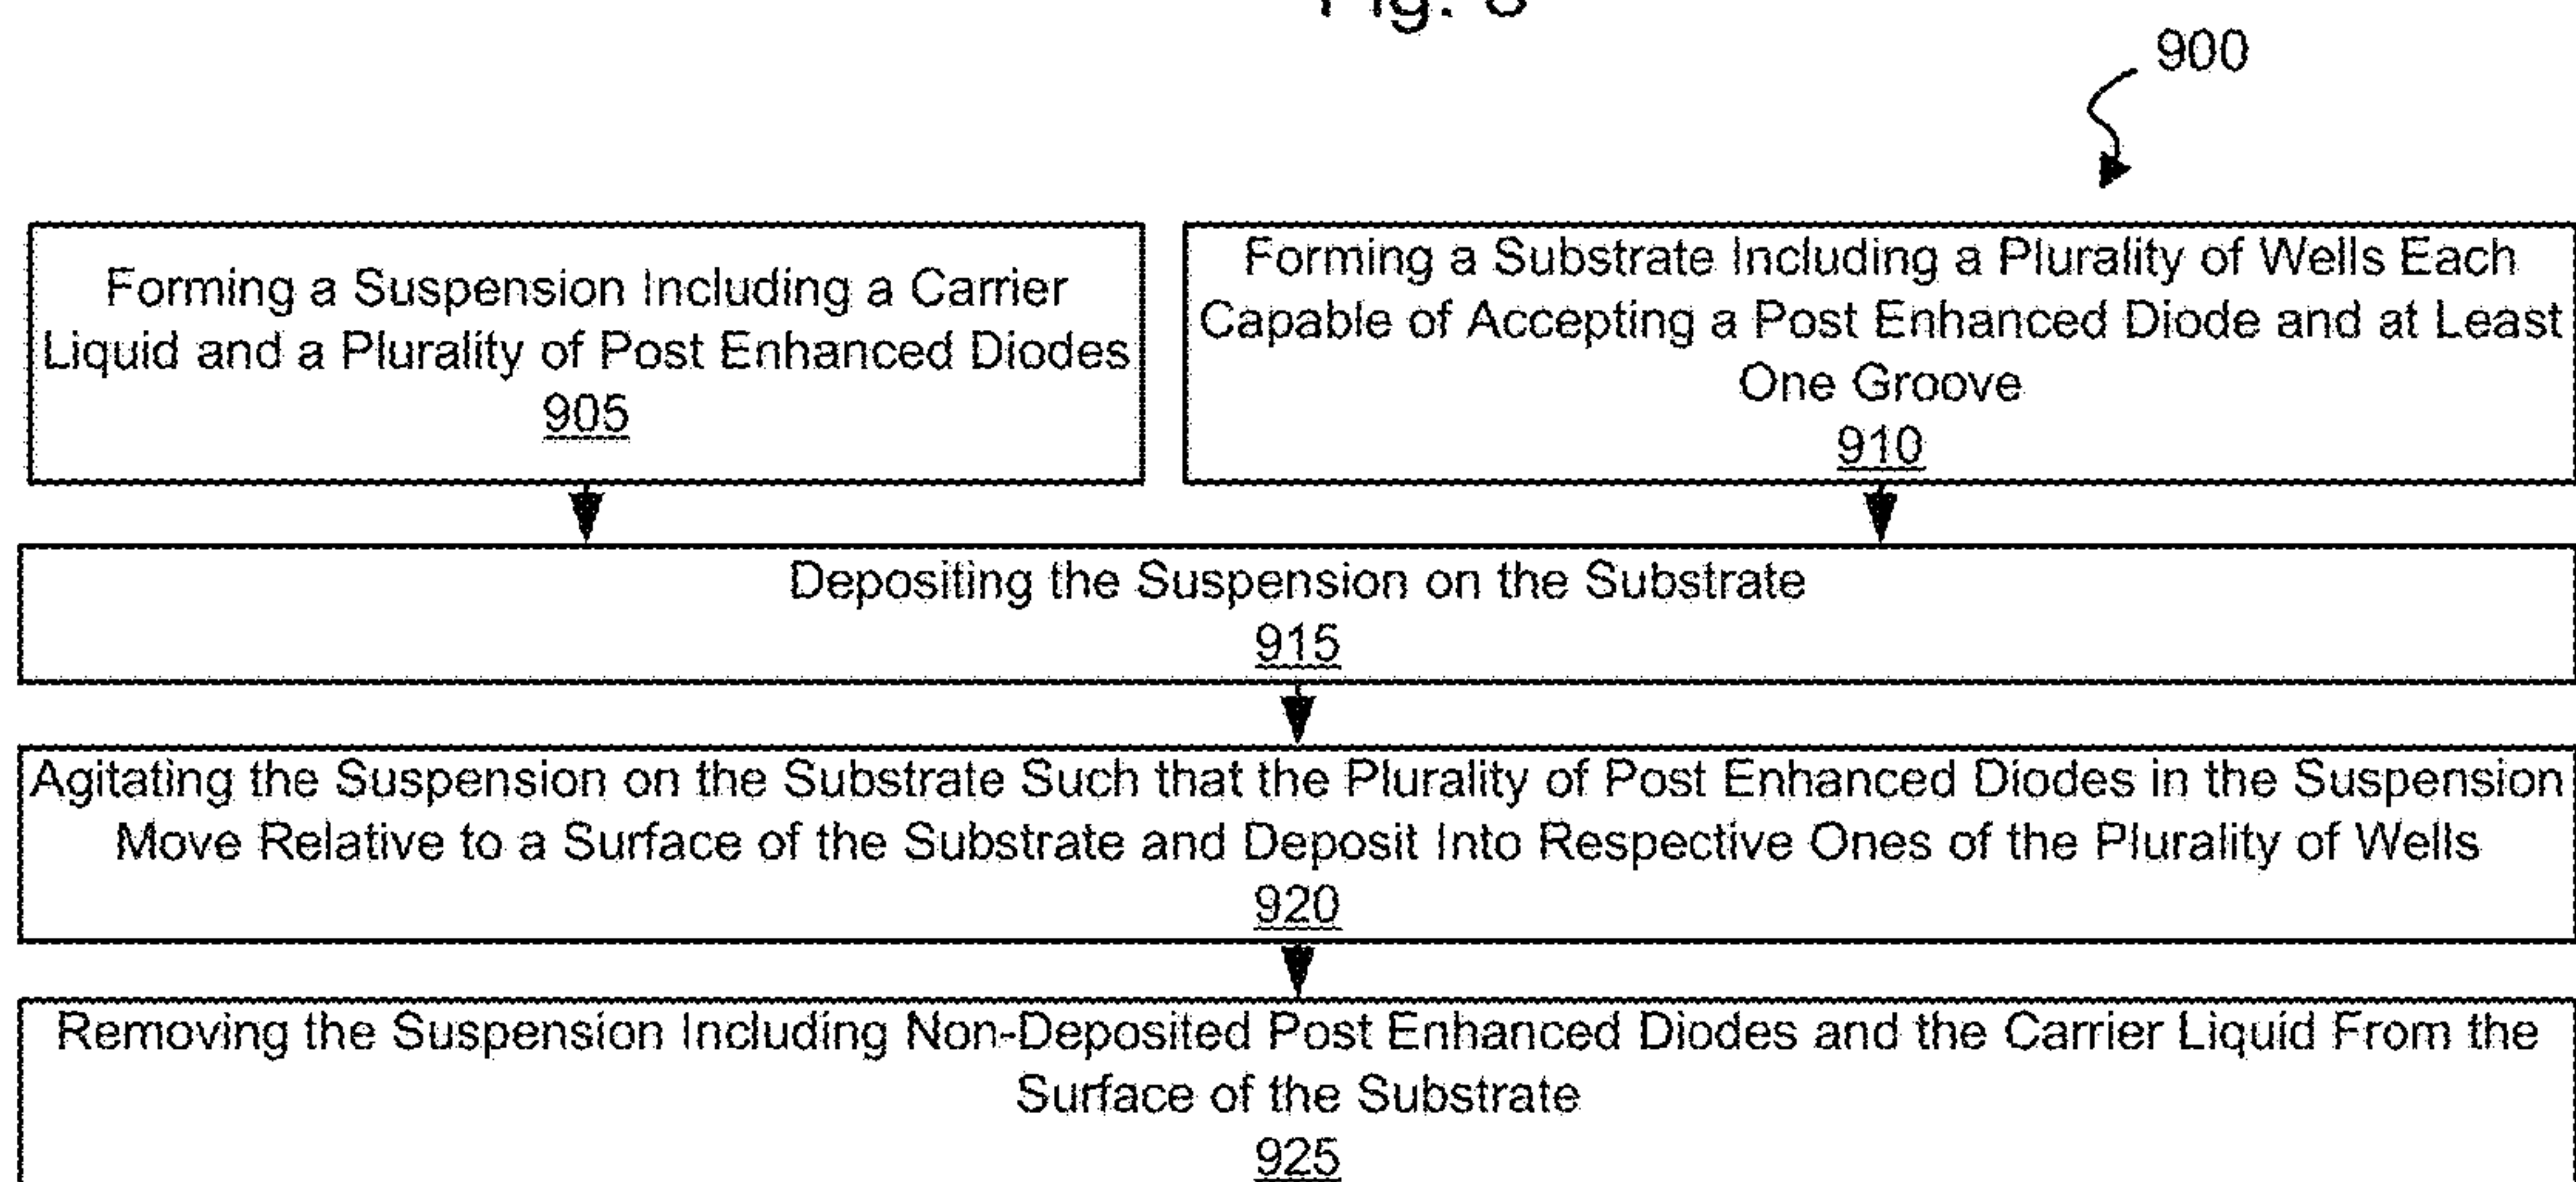 Fig. 8
900
Forming a Suspension Including a Carrier
Liquid and a Plurality of Post Enhanced Diodes
905
Forming a Substrate Including a Plurality of Wells Each
Capable of Accepting a Post Enhanced Diode and at Least
One Groove
910
Depositing the Suspension on the Substrate
915
Agitating the Suspension on the Substrate Such that the Plurality of Post Enhanced Diodes in the Suspension
Move Relative to a Surface of the Substrate and Deposit Into Respective Ones of the Plurality of Wells
920
Removing the Suspension Including Non-Deposited Post Enhanced Diodes and the Carrier Liquid From the
Surface of the Substrate
925